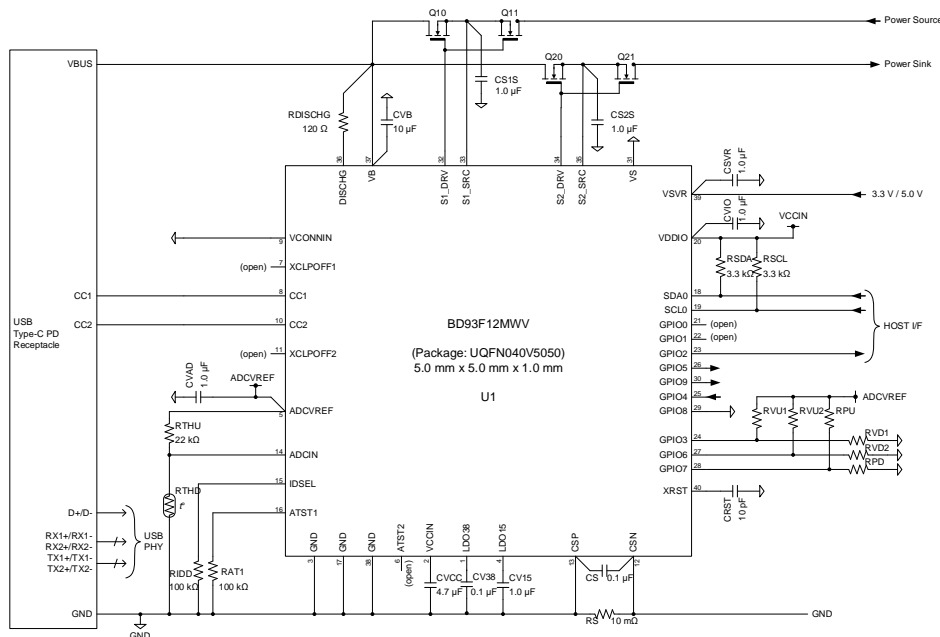 Q10 Q11
Power Source
VBUS
Q20 Q21
Power Sink
CS1S
1.0 µF
CS2S
1.0 µF
RDISCHG
120 Ω
CVB
10 µF
36 37 32 33 34 35 31
DISCHG VB S1_DRV S1_SRC S2_DRV S2_SRC VS
CSVR
1.0 µF
VSVR 39
3.3 V / 5.0 V
CVIO
1.0 µF
VCCIN
VDDIO 20
RSDA
3.3 kΩ
RSCL
3.3 kΩ
9 VCONNIN
(open) 7 XCLPOFF1
CC1 8 CC1
CC2 10 CC2
(open) 11 XCLPOFF2
USB
Type-C PD
Receptacle
BD93F12MWV
(Package: UQFN040V5050)
5.0 mm x 5.0 mm x 1.0 mm
U1
SDA0 18
SCL0 19
GPIO0 21 (open)
GPIO1 22 (open)
GPIO2 23
HOST I/F
GPIO5 26
GPIO9 30
GPIO4 25
GPIO8 29
ADCVREF
RVU1 RVU2 RPU
GPIO3 24 RVD1
GPIO6 27 RVD2
GPIO7 28 RPD
XRST 40
CRST
10 pF
CVAD
1.0 µF
ADCVREF
5 ADCVREF
RTHU
22 kΩ
14 ADCIN
RTHD
t°
15 IDSEL
16 ATST1
D+/D-
RX1+/RX1-
RX2+/RX2-
TX1+/TX1-
TX2+/TX2-
USB
PHY
RIDD
100 kΩ
RAT1
100 kΩ
GND GND GND ATST2 VCCIN LDO38 LDO15 CSP CSN
3 17 38 6 2 1 4 13 12
(open)
CVCC
4.7 µF
CV38
0.1 µF
CV15
1.0 µF
CS 0.1 µF
RS 10 mΩ
GND
GND
GND